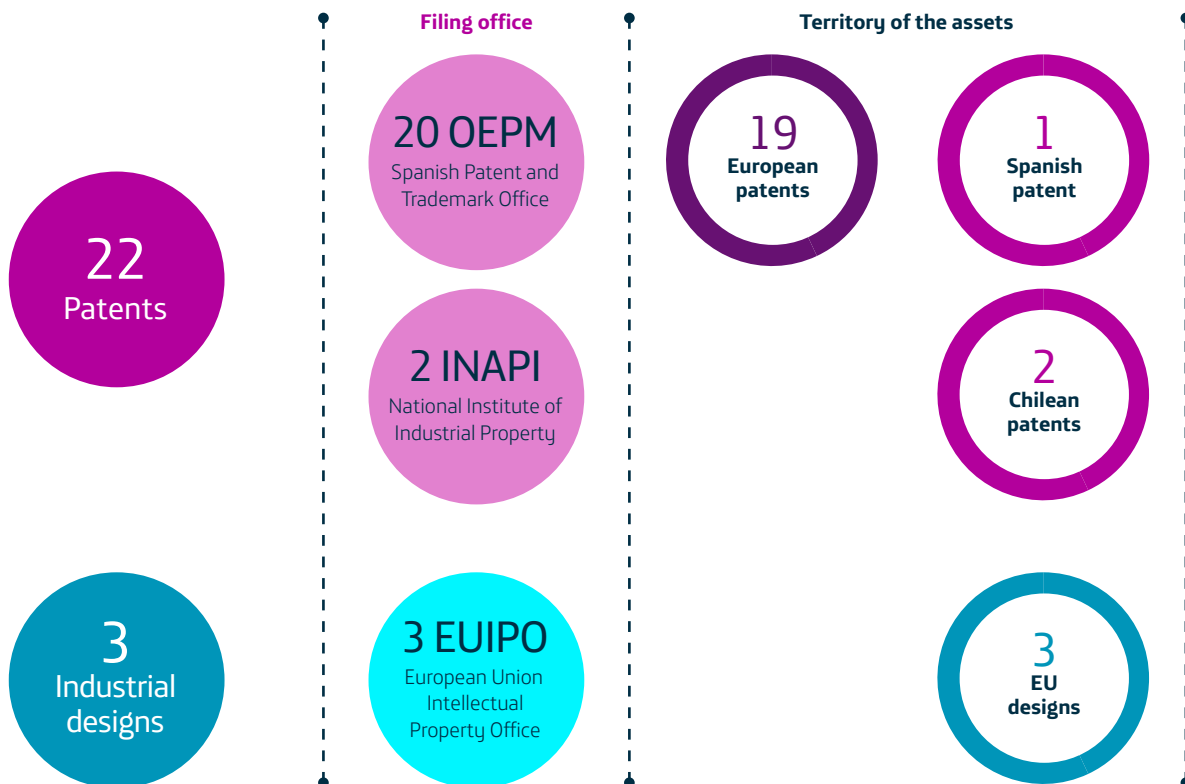 Filing office
Territory of the assets
22
Patents
20 OEPM
Spanish Patent and
Trademark Office
19
European
patents
1
Spanish
patent
2 INAPI
National Institute of
Industrial Property
2
Chilean
patents
3
Industrial
designs
3 EUIPO
European Union
Intellectual
Property Office
3
EU
designs